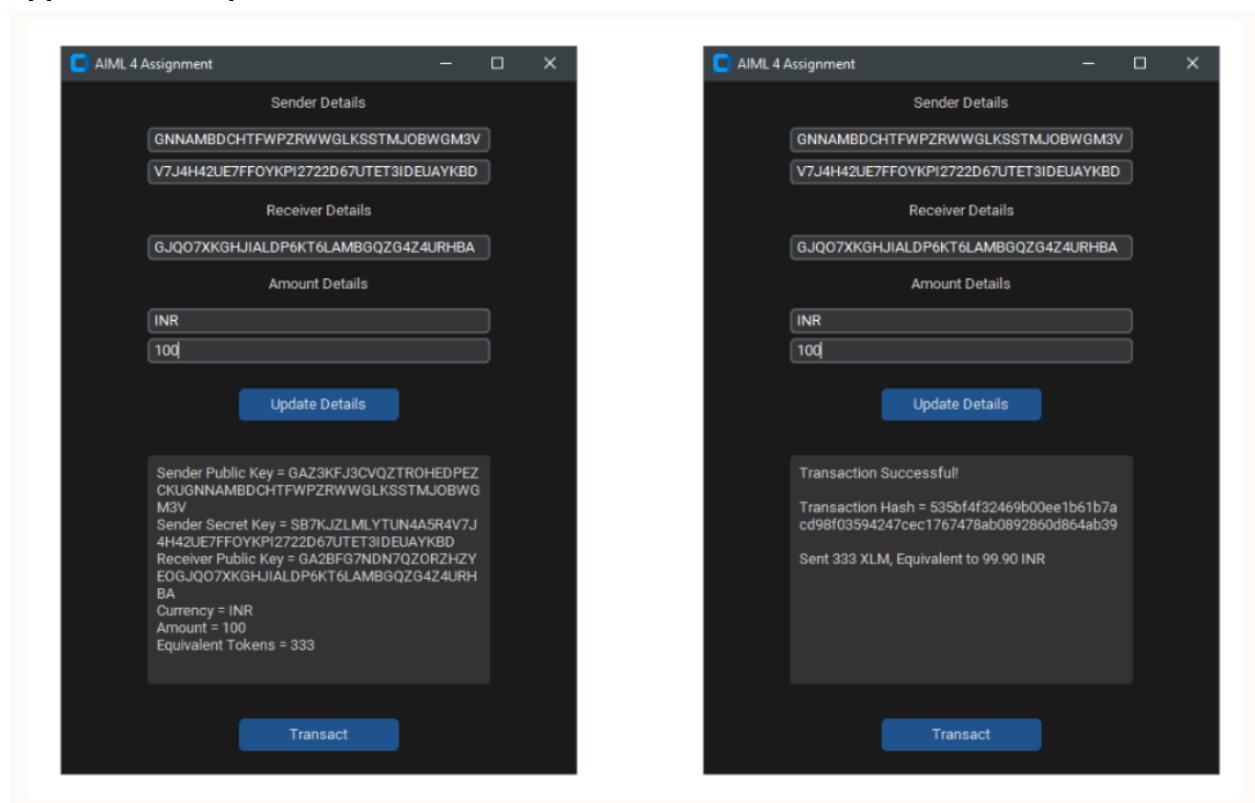 AIML 4 Assignment
Sender Details
GNNAMBDCHTFWPZRWWGLKSSTMJOBWGM3V
V7J4H42UE7FFOYKPI2722D67UTET3IDEUAYKBD
Receiver Details
GJQO7XKGHJIALDP6KT6LAMBGQZG4Z4URHBA
Amount Details
INR
100
Update Details
Sender Public Key = GAZ3KFJ3CVQZTROHEDPEZ
CKUGNNAMBDCHTFWPZRWWGLKSSTMJOBWG
M3V
Sender Secret Key = SB7KJZLMLYTUN4A5R4V7J
4H42UE7FFOYKPI2722D67UTET3IDEUAYKBD
Receiver Public Key = GA2BFG7NDN7QZORZHZY
EOGJQO7XKGHJIALDP6KT6LAMBGQZG4Z4URH
BA
Currency = INR
Amount = 100
Equivalent Tokens = 333
Transact
AIML 4 Assignment
Sender Details
GNNAMBDCHTFWPZRWWGLKSSTMJOBWGM3V
V7J4H42UE7FFOYKPI2722D67UTET3IDEUAYKBD
Receiver Details
GJQO7XKGHJIALDP6KT6LAMBGQZG4Z4URHBA
Amount Details
INR
100
Update Details
Transaction Successful!
Transaction Hash = 535bf4f32469b00ee1b61b7a
cd98f03594247cec1767478ab0892860d864ab39
Sent 333 XLM, Equivalent to 99.90 INR
Transact